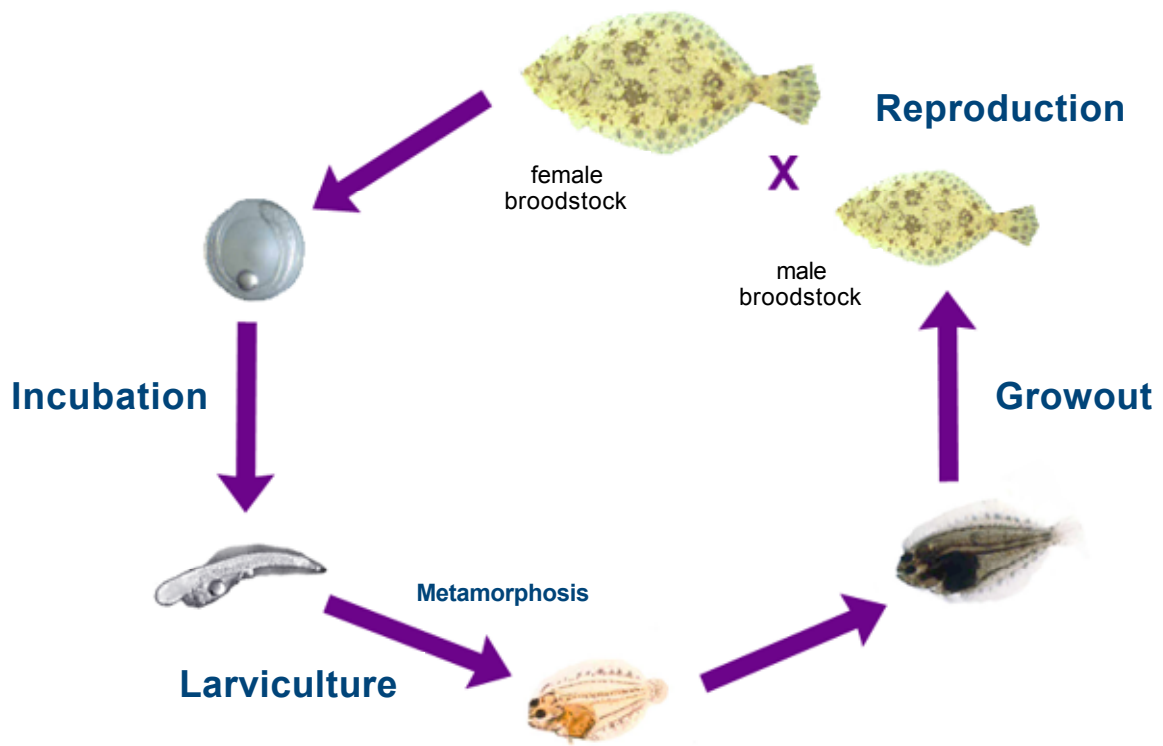 Reproduction
female
broodstock
X
male
broodstock
Incubation
Growout
Metamorphosis
Larviculture